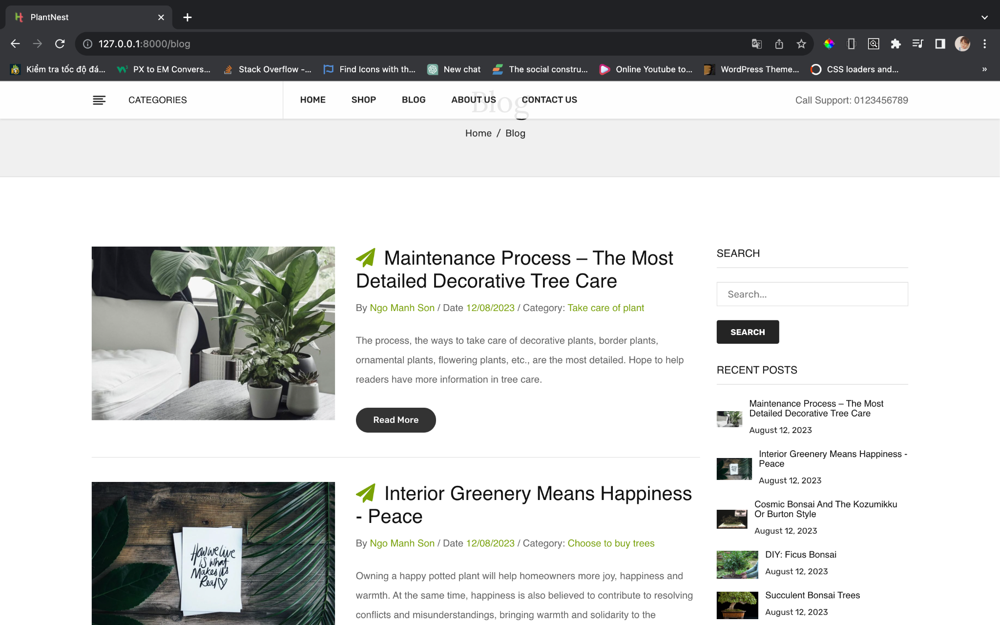 PlantNest
127.0.0.1:8000/blog
Kiểm tra tốc độ đá...
PX to EM Convers...
Stack Overflow -...
Find Icons with th...
New chat
The social constru...
Online Youtube to...
WordPress Theme...
CSS loaders and...
»
CATEGORIES
HOME
SHOP
BLOG
ABOUT US
CONTACT US
Call Support: 0123456789
Blog
Home / Blog
Maintenance Process – The Most
Detailed Decorative Tree Care
By Ngo Manh Son / Date 12/08/2023 / Category: Take care of plant
The process, the ways to take care of decorative plants, border plants,
ornamental plants, flowering plants, etc., are the most detailed. Hope to help
readers have more information in tree care.
Read More
How we live
is what
Makes us
Real
Interior Greenery Means Happiness
- Peace
By Ngo Manh Son / Date 12/08/2023 / Category: Choose to buy trees
Owning a happy potted plant will help homeowners more joy, happiness and
warmth. At the same time, happiness is also believed to contribute to resolving
conflicts and misunderstandings, bringing warmth and solidarity to the
SEARCH
Search...
SEARCH
RECENT POSTS
Maintenance Process – The Most
Detailed Decorative Tree Care
August 12, 2023
Interior Greenery Means Happiness -
Peace
August 12, 2023
Cosmic Bonsai And The Kozumikku
Or Burton Style
August 12, 2023
DIY: Ficus Bonsai
August 12, 2023
Succulent Bonsai Trees
August 12, 2023